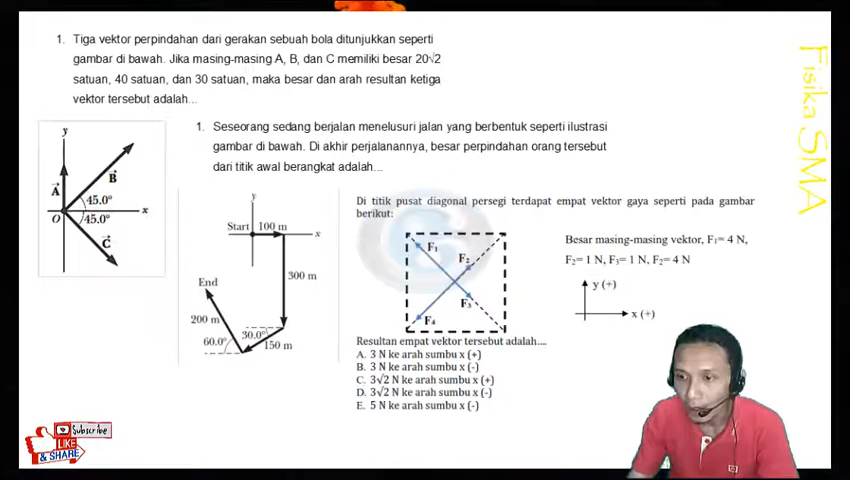 1. Tiga vektor perpindahan dari gerakan sebuah bola ditunjukkan seperti
gambar di bawah. Jika masing-masing A, B, dan C memiliki besar 20√2
satuan, 40 satuan, dan 30 satuan, maka besar dan arah resultan ketiga
vektor tersebut adalah...
y
A
B
45.0°
O
x
45.0°
C
1. Seseorang sedang berjalan menelusuri jalan yang berbentuk seperti ilustrasi
gambar di bawah. Di akhir perjalanannya, besar perpindahan orang tersebut
dari titik awal berangkat adalah...
y
Start
100 m
x
300 m
End
200 m
30.0°
60.0°
150 m
Di titik pusat diagonal persegi terdapat empat vektor gaya seperti pada gambar
berikut:
F₁
F₂
F₃
F₄
Besar masing-masing vektor, F₁= 4 N,
F₂= 1 N, F₃= 1 N, F₂= 4 N
y (+)
x (+)
Resultan empat vektor tersebut adalah....
A. 3 N ke arah sumbu x (+)
B. 3 N ke arah sumbu x (-)
C. 3√2 N ke arah sumbu x (+)
D. 3√2 N ke arah sumbu x (-)
E. 5 N ke arah sumbu x (-)
Fisika SMA
Subscribe
LIKE
& SHARE